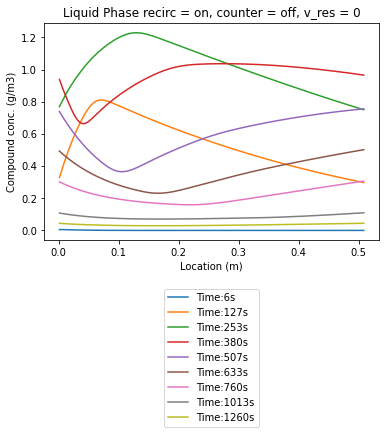 Liquid Phase recirc = on, counter = off, v_res = 0
1.2
1.0
0.8
0.6
0.4
0.2
0.0
Compound conc. (g/m3)
0.0 0.1 0.2 0.3 0.4 0.5
Location (m)
Time:6s
Time:127s
Time:253s
Time:380s
Time:507s
Time:633s
Time:760s
Time:1013s
Time:1260s